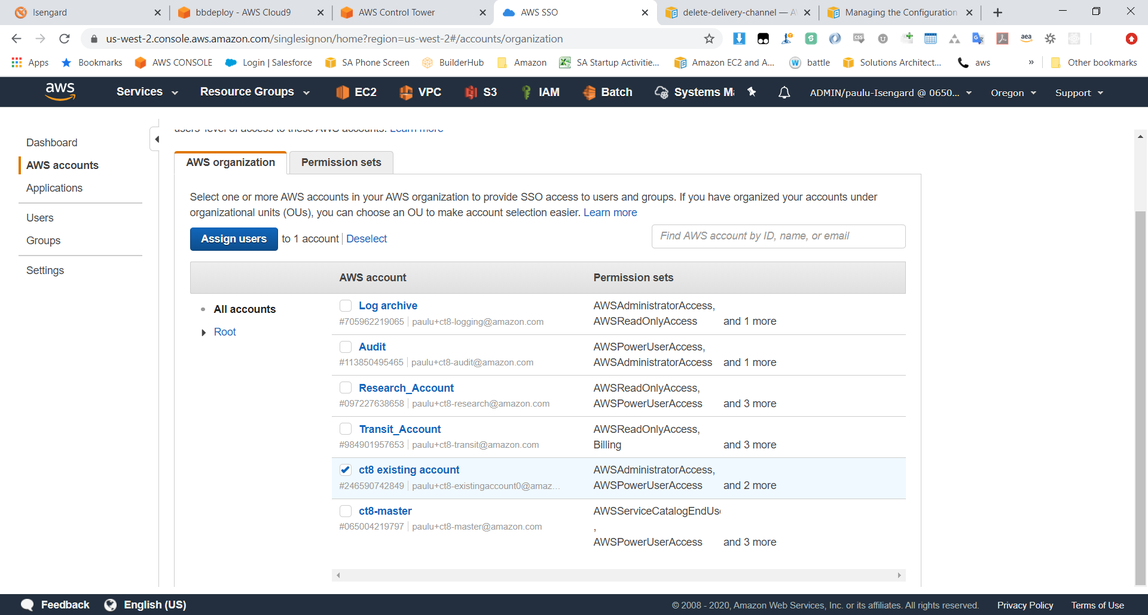 Isengard
bbdeploy - AWS Cloud9
AWS Control Tower
AWS SSO
delete-delivery-channel — A
Managing the Configuration
us-west-2.console.aws.amazon.com/singlesignon/home?region=us-west-2#/accounts/organization
Apps
Bookmarks
AWS CONSOLE
Login | Salesforce
SA Phone Screen
BuilderHub
Amazon
SA Startup Activitie...
Amazon EC2 and A...
battle
Solutions Architect...
aws
»
Other bookmarks
aws
Services
Resource Groups
EC2
VPC
S3
IAM
Batch
Systems M
ADMIN/paulu-Isengard @ 0650...
Oregon
Support
Dashboard
AWS accounts
Applications
Users
Groups
Settings
users' level of access to these AWS accounts. Learn more
AWS organization
Permission sets
Select one or more AWS accounts in your AWS organization to provide SSO access to users and groups. If you have organized your accounts under
organizational units (OUs), you can choose an OU to make account selection easier. Learn more
Assign users to 1 account | Deselect
Find AWS account by ID, name, or email
AWS account
Permission sets
All accounts
Root
Log archive
#705962219065 | paulu+ct8-logging@amazon.com
AWSAdministratorAccess,
AWSReadOnlyAccess and 1 more
Audit
#113850495465 | paulu+ct8-audit@amazon.com
AWSPowerUserAccess,
AWSAdministratorAccess and 1 more
Research_Account
#097227638658 | paulu+ct8-research@amazon.com
AWSReadOnlyAccess,
AWSPowerUserAccess and 3 more
Transit_Account
#984901957653 | paulu+ct8-transit@amazon.com
AWSReadOnlyAccess,
Billing and 3 more
ct8 existing account
#246590742849 | paulu+ct8-existingaccount0@amaz...
AWSAdministratorAccess,
AWSPowerUserAccess and 2 more
ct8-master
#065004219797 | paulu+ct8-master@amazon.com
AWSServiceCatalogEndUs
,
AWSPowerUserAccess and 3 more
Feedback
English (US)
© 2008 - 2020, Amazon Web Services, Inc. or its affiliates. All rights reserved.
Privacy Policy
Terms of Use